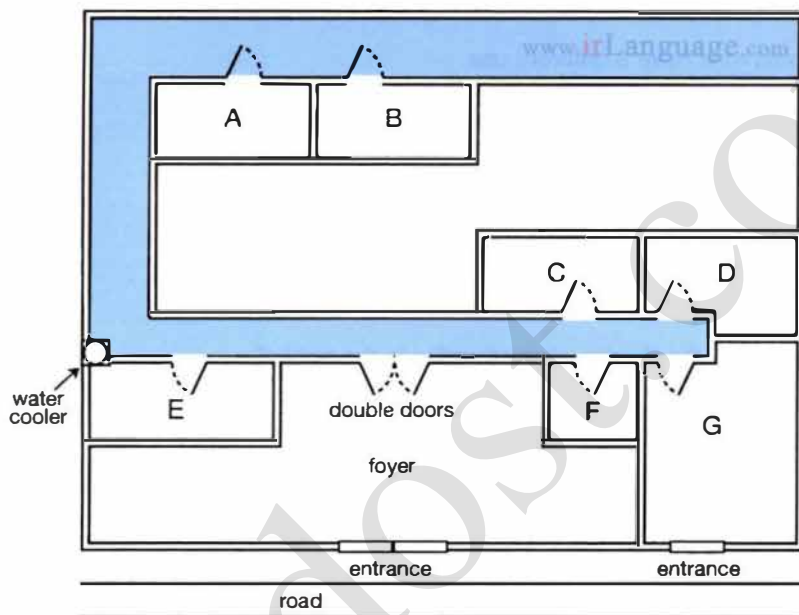 www.irLanguage.com
A
B
C
D
water
cooler
E
double doors
F
G
foyer
entrance
entrance
road